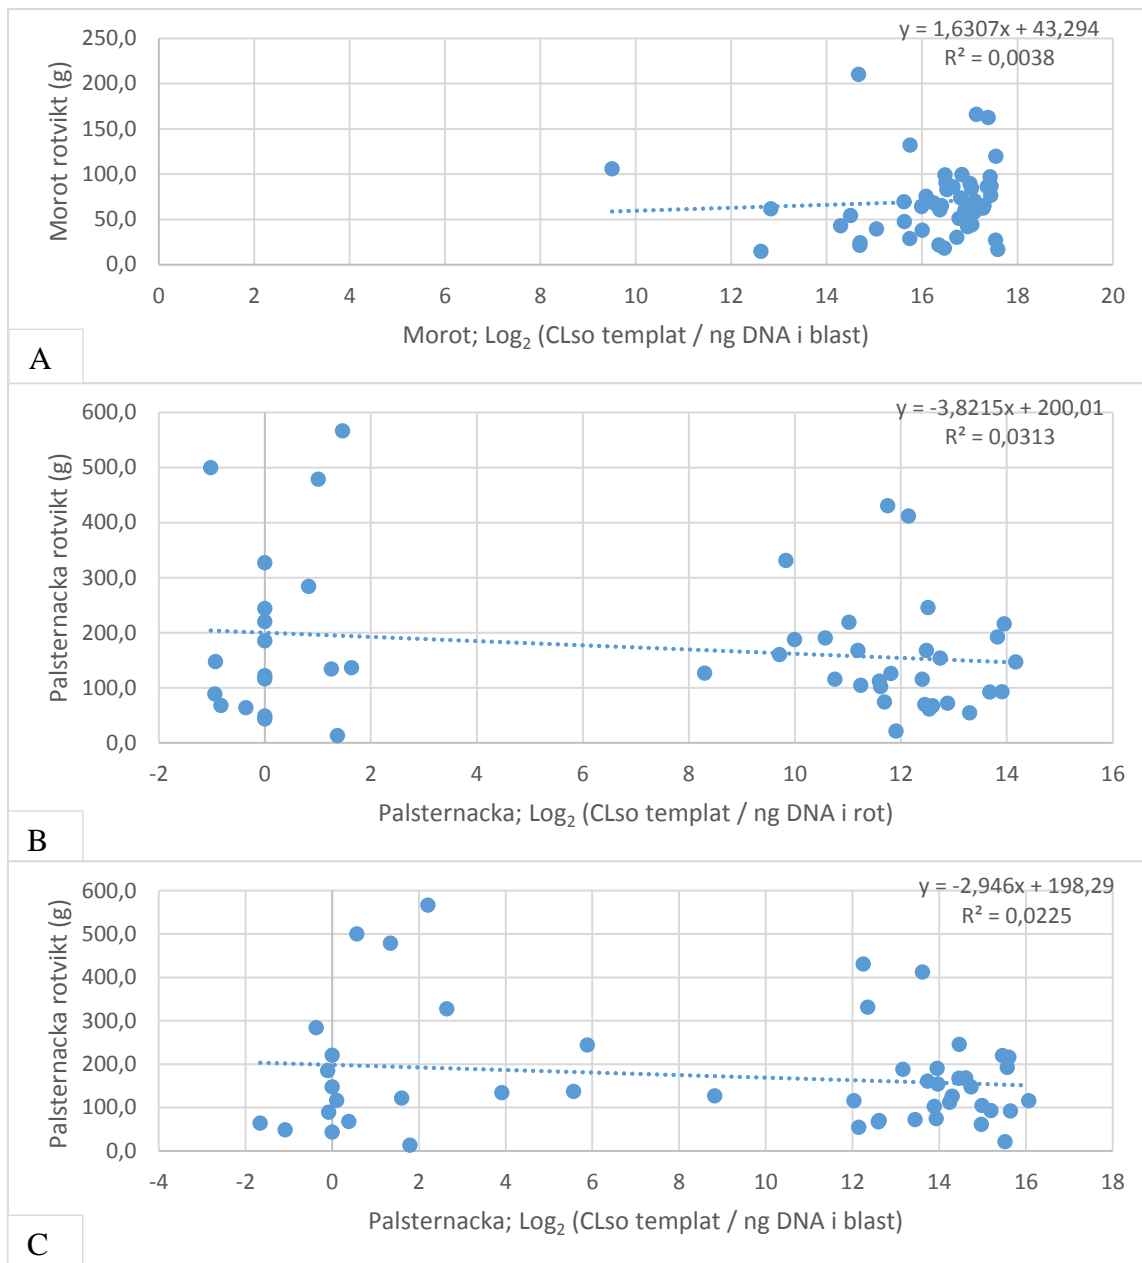 y = 1,6307x + 43,294
R² = 0,0038
250,0
200,0
150,0
100,0
50,0
0,0
Morot rotvikt (g)
0 2 4 6 8 10 12 14 16 18 20
Morot; Log₂ (CLso templat / ng DNA i blast)
A
y = -3,8215x + 200,01
R² = 0,0313
600,0
500,0
400,0
300,0
200,0
100,0
0,0
Palsternacka rotvikt (g)
-2 0 2 4 6 8 10 12 14 16
Palsternacka; Log₂ (CLso templat / ng DNA i rot)
B
y = -2,946x + 198,29
R² = 0,0225
600,0
500,0
400,0
300,0
200,0
100,0
0,0
Palsternacka rotvikt (g)
-4 -2 0 2 4 6 8 10 12 14 16 18
Palsternacka; Log₂ (CLso templat / ng DNA i blast)
C